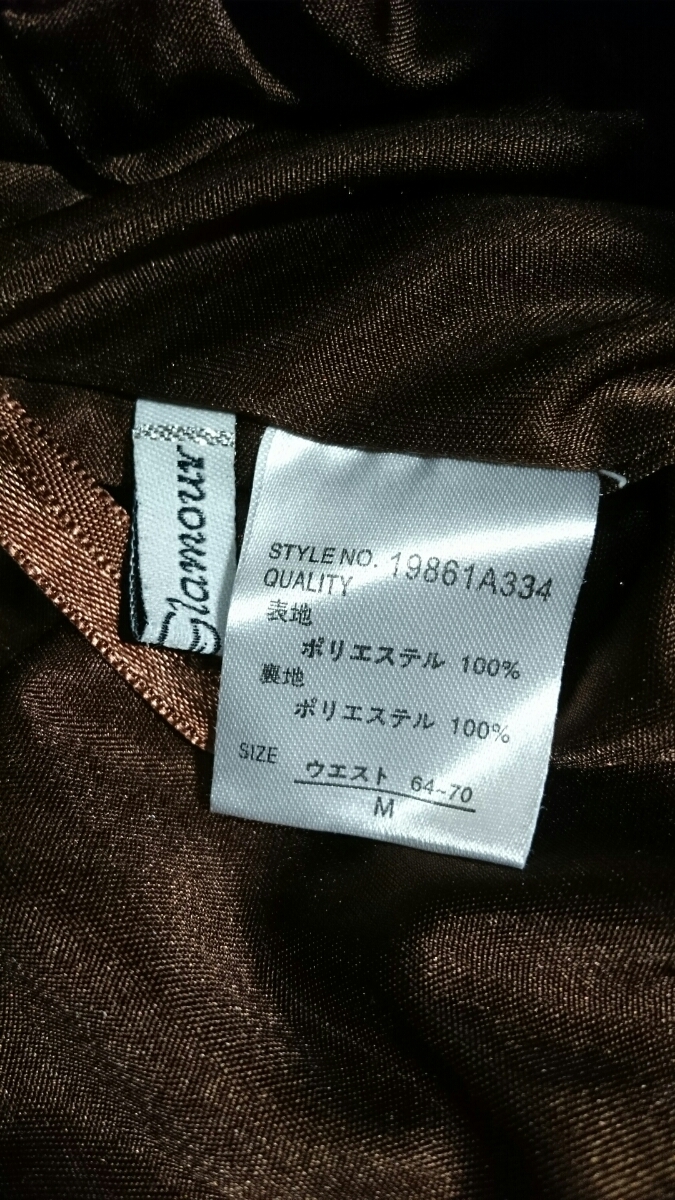 Glamour
STYLE NO. 19861A334
QUALITY
表地
ポリエステル 100%
裏地
ポリエステル 100%
SIZE ウエスト 64~70
M